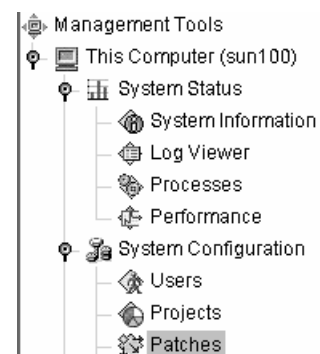 Management Tools
This Computer (sun100)
System Status
System Information
Log Viewer
Processes
Performance
System Configuration
Users
Projects
Patches